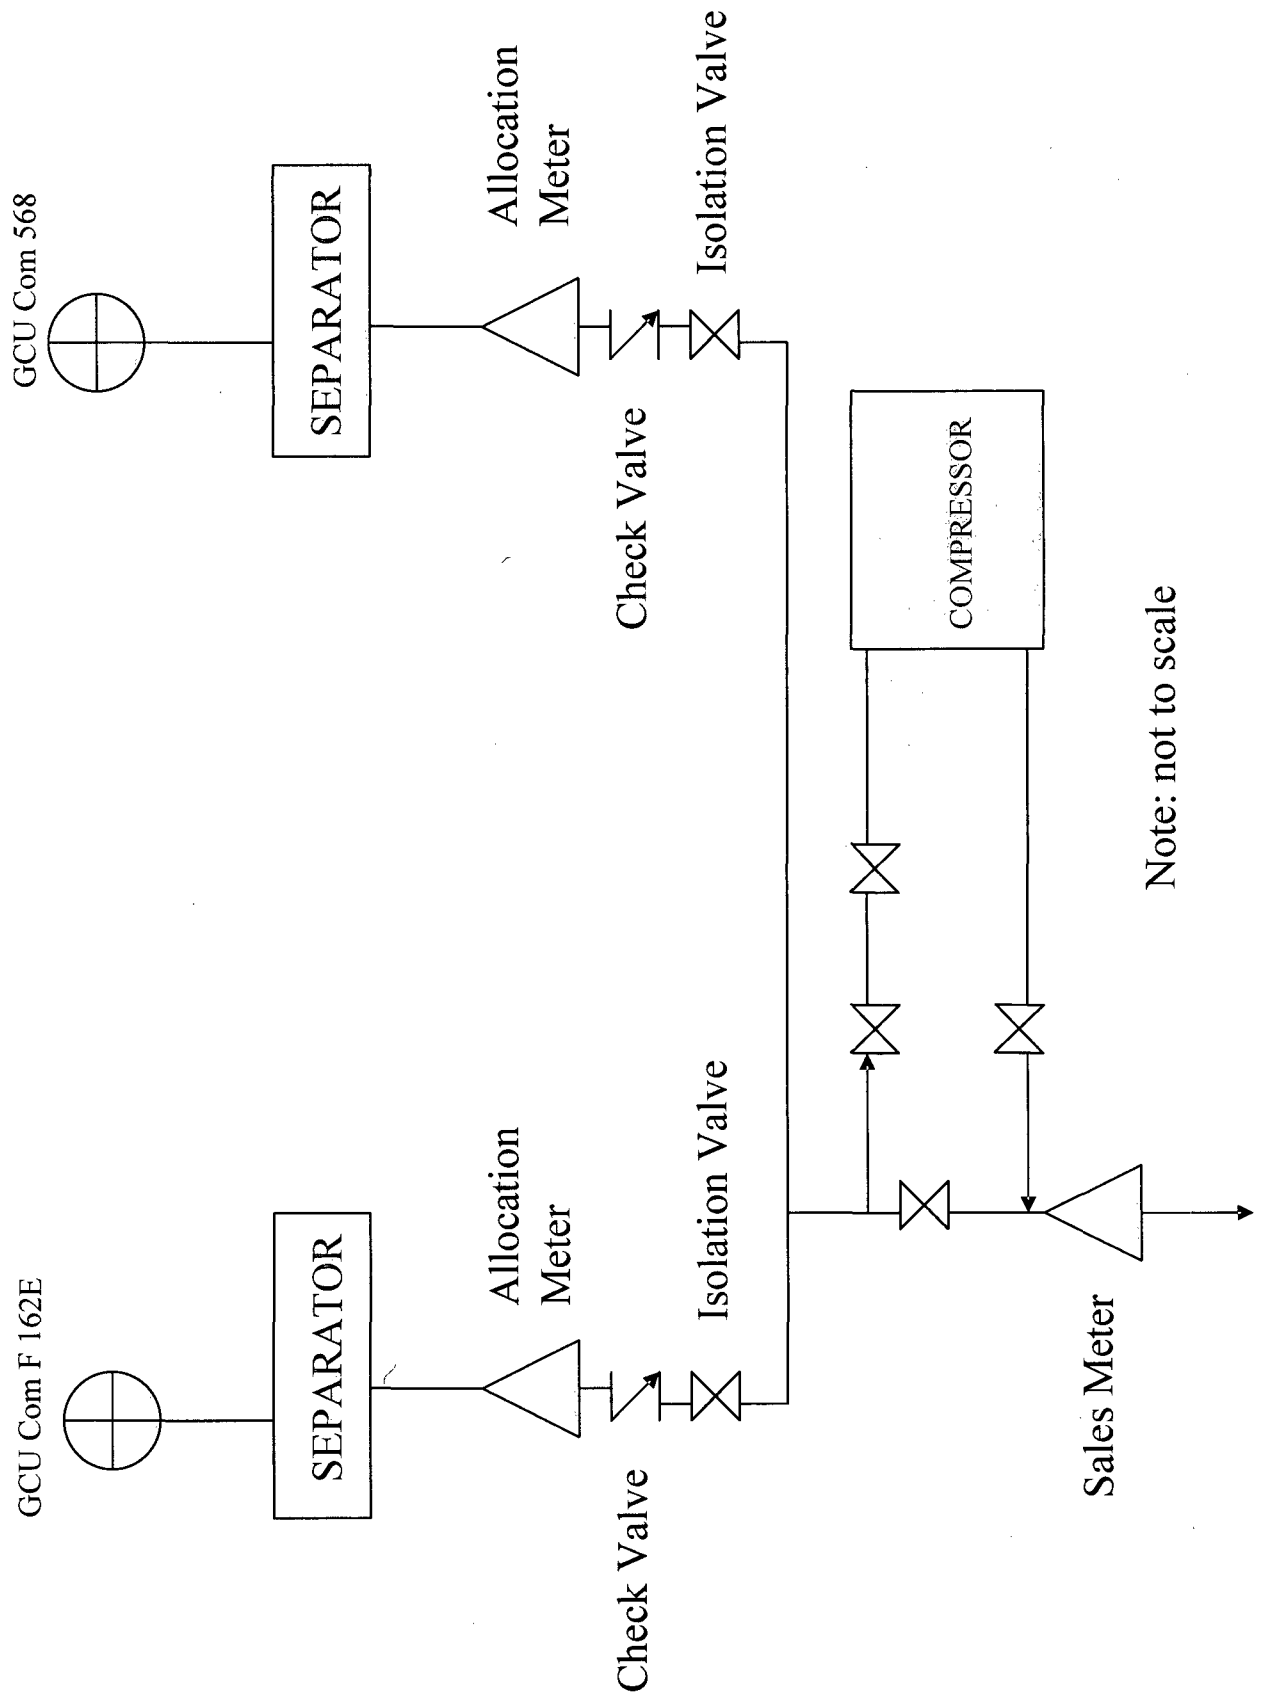 GCU Com F 162E
GCU Com 568
SEPARATOR
SEPARATOR
Allocation
Meter
Allocation
Meter
Check Valve
Check Valve
Isolation Valve
Isolation Valve
COMPRESSOR
Sales Meter
Note: not to scale